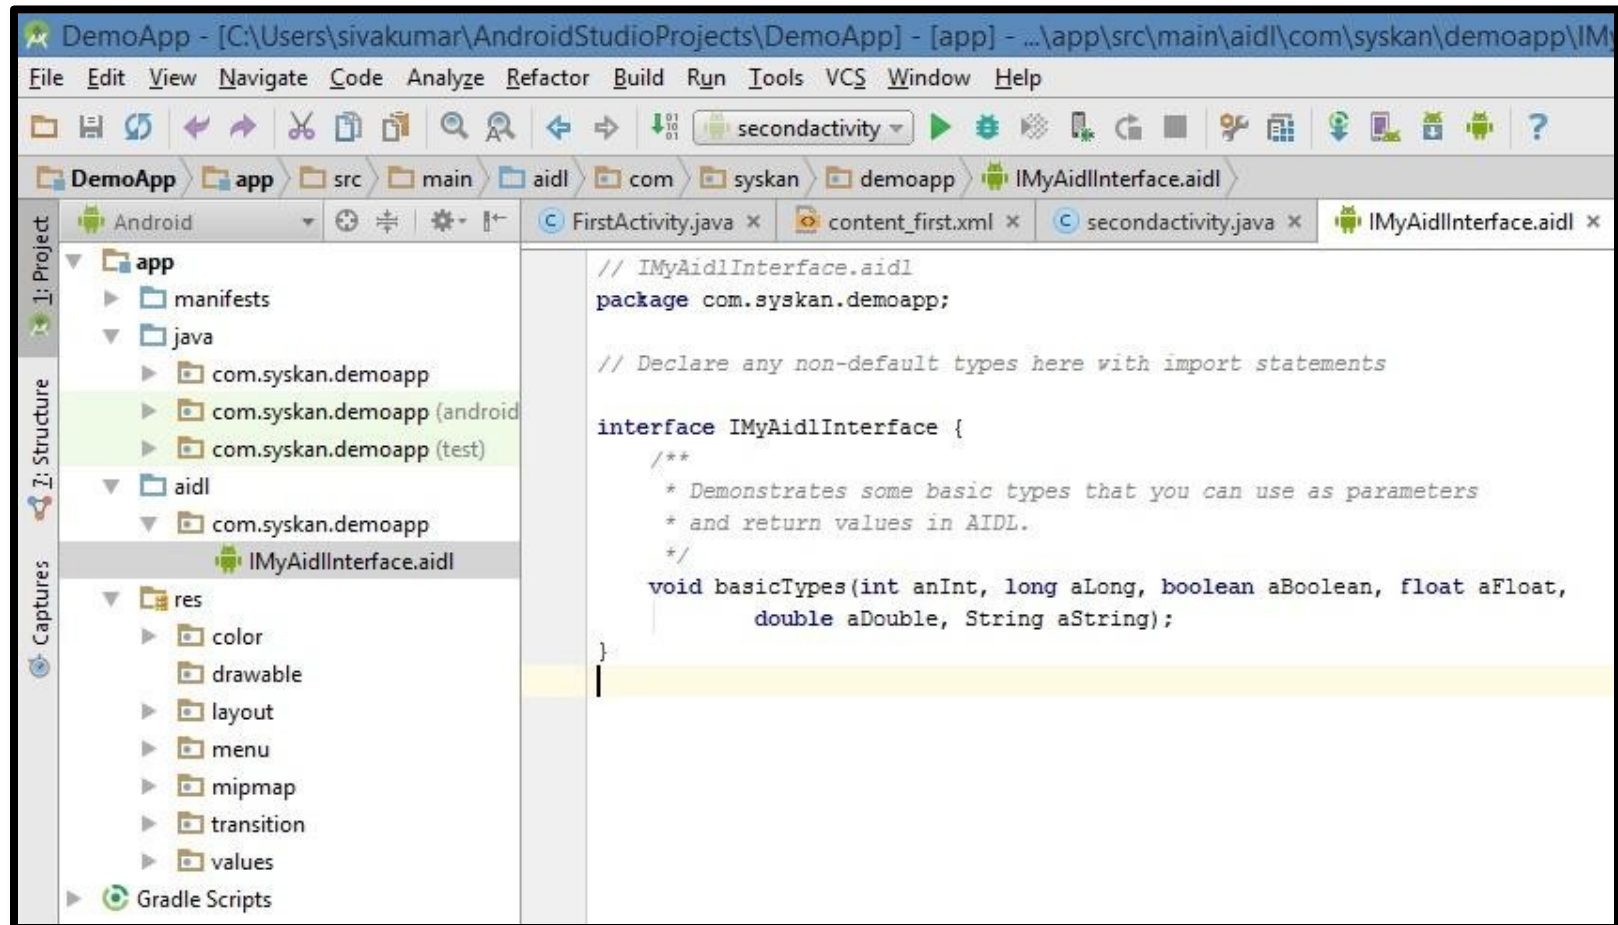 DemoApp - [C:\Users\sivakumar\AndroidStudioProjects\DemoApp] - [app] - ...\app\src\main\aidl\com\syskan\demoapp\IMy
File Edit View Navigate Code Analyze Refactor Build Run Tools VCS Window Help
secondactivity
DemoApp app src main aidl com syskan demoapp IMyAidlInterface.aidl
1: Project
7: Structure
Captures
Android
app
manifests
java
com.syskan.demoapp
com.syskan.demoapp (android
com.syskan.demoapp (test)
aidl
com.syskan.demoapp
IMyAidlInterface.aidl
res
color
drawable
layout
menu
mipmap
transition
values
Gradle Scripts
FirstActivity.java content_first.xml secondactivity.java IMyAidlInterface.aidl
// IMyAidlInterface.aidl
package com.syskan.demoapp;
// Declare any non-default types here with import statements
interface IMyAidlInterface {
/**
* Demonstrates some basic types that you can use as parameters
* and return values in AIDL.
*/
void basicTypes(int anInt, long aLong, boolean aBoolean, float aFloat,
double aDouble, String aString);
}